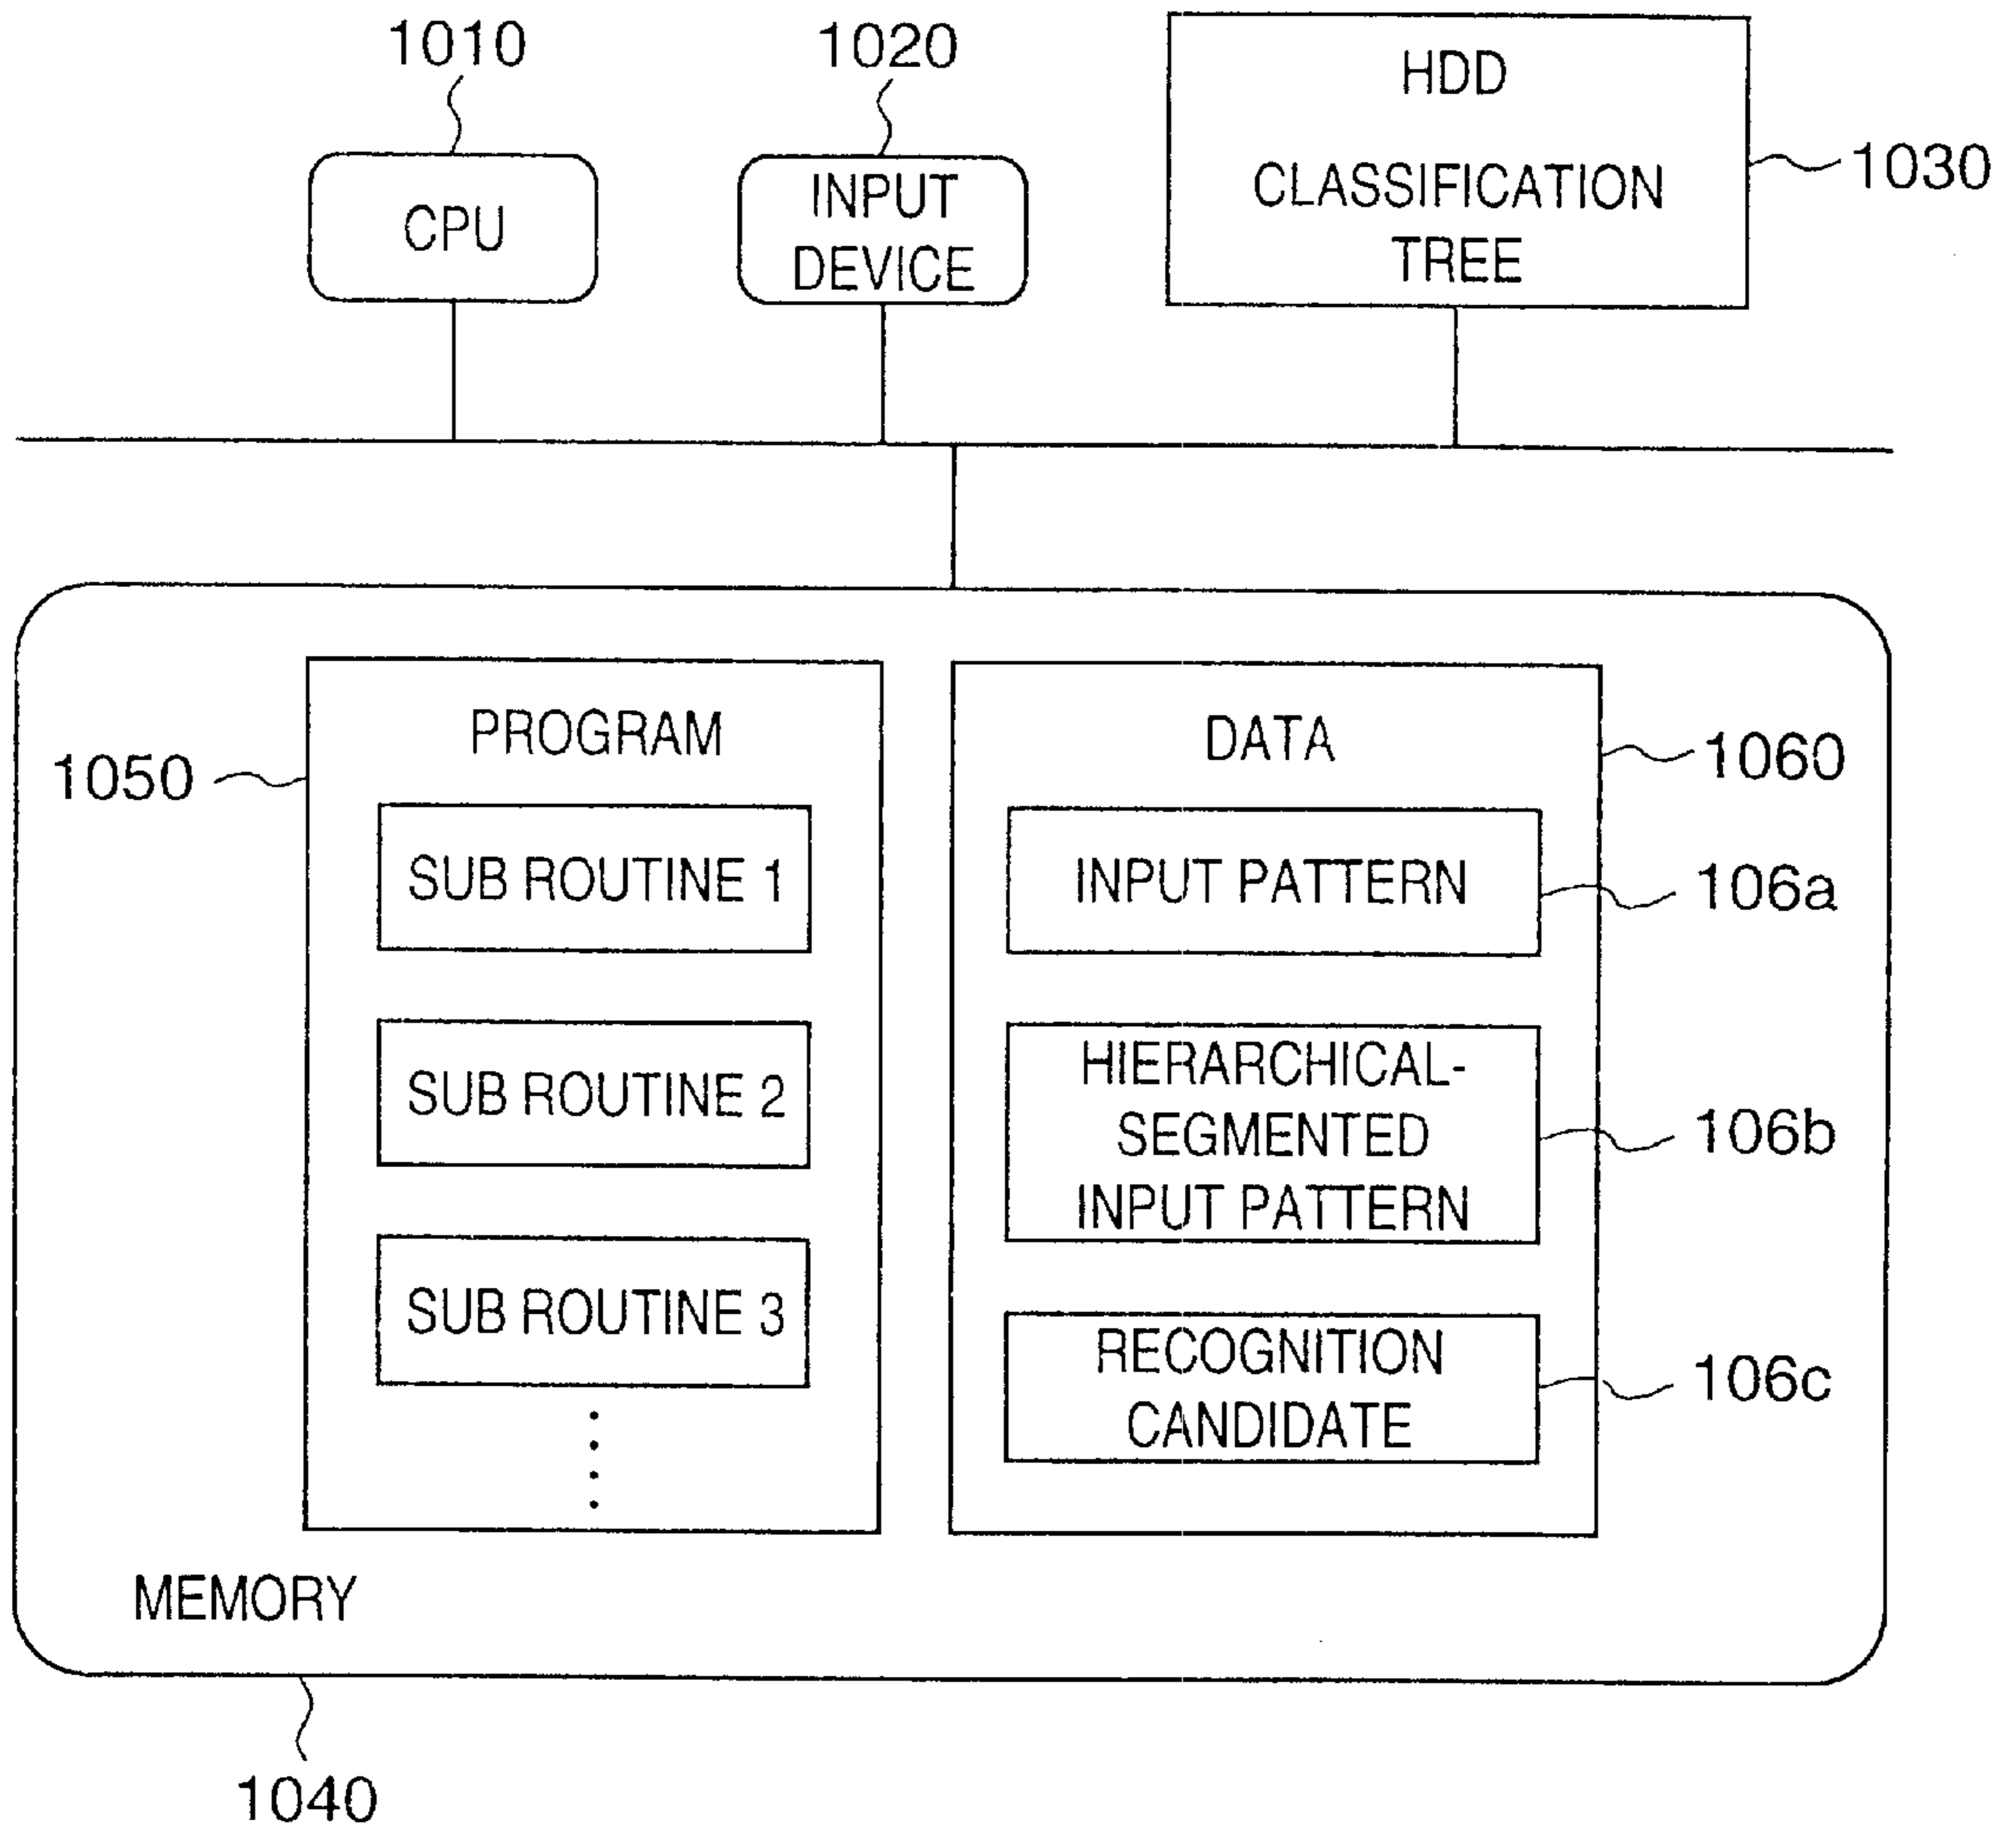 1010
1020
HDD
CLASSIFICATION
TREE
1030
CPU
INPUT
DEVICE
PROGRAM
1050
SUB ROUTINE 1
SUB ROUTINE 2
SUB ROUTINE 3
DATA
1060
INPUT PATTERN
106a
HIERARCHICAL-
SEGMENTED
INPUT PATTERN
106b
RECOGNITION
CANDIDATE
106c
MEMORY
1040